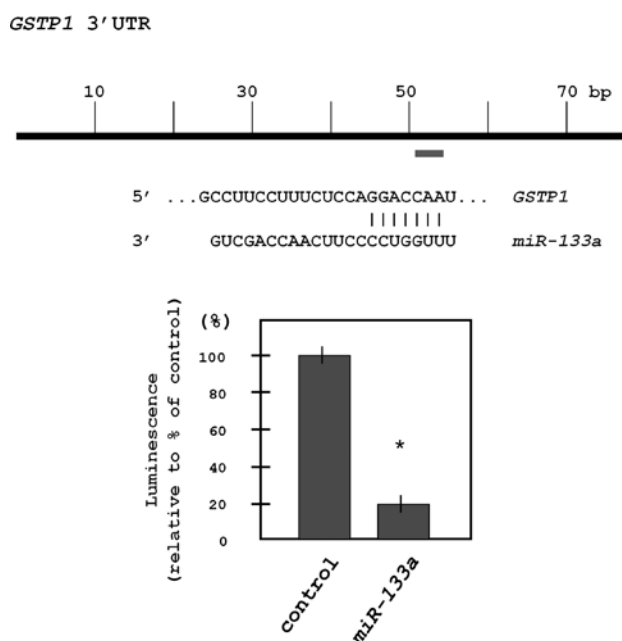 GSTP1 3'UTR
10 30 50 70 bp
5' ...GCCUUCCUUUCUCCAGGACCAAU... GSTP1
3' GUCGACCAACUUCCCCUGGUUU miR-133a
(%)
100
80
60
40
20
0
Luminescence
(relative to % of control)
*
control
miR-133a